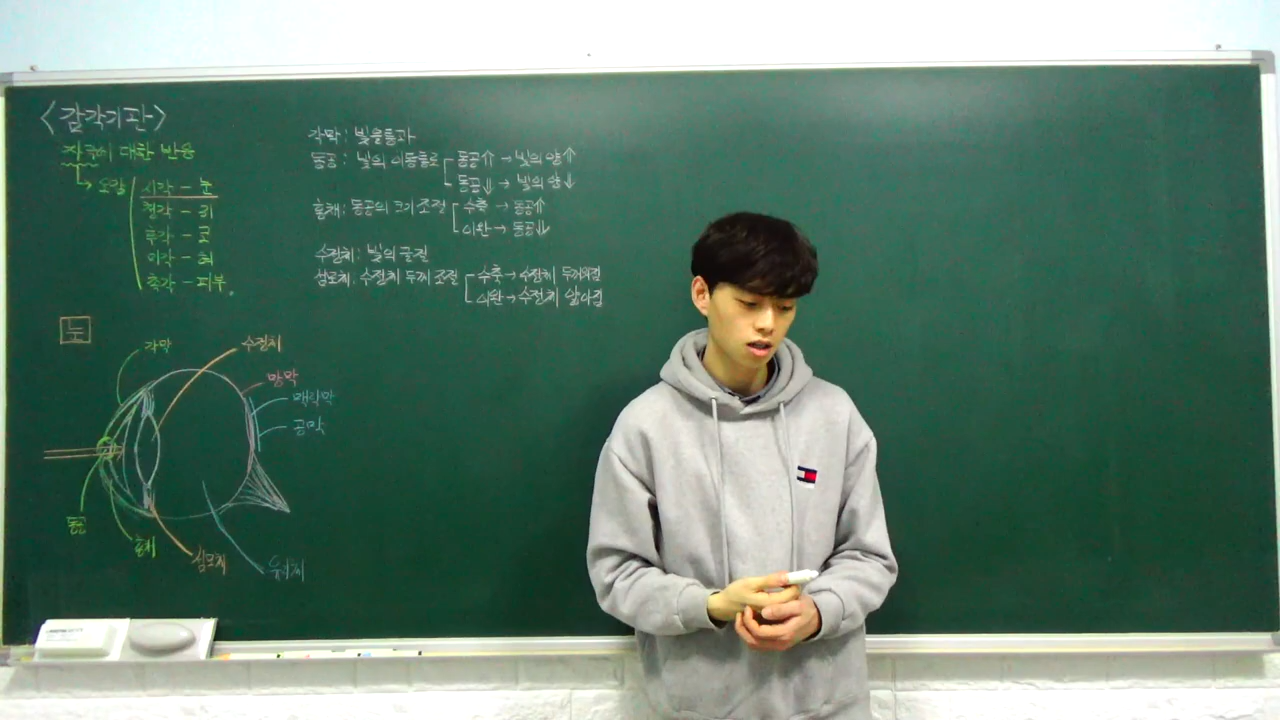 <감각기관>
자극에 대한 반응
→ 오감
시각 - 눈
청각 - 귀
후각 - 코
미각 - 혀
촉각 - 피부
각막 : 빛을 통과
동공 : 빛의 이동통로 동공⇑ → 빛의 양↑
동공⇓ → 빛의 양↓
홍채 : 동공의 크기 조절 수축 → 동공⇑
이완 → 동공⇓
수정체 : 빛의 굴절
섬모체 : 수정체 두께 조절 수축 → 수정체 두꺼워짐
이완 → 수정체 얇아짐
눈
각막
수정체
망막
맥락막
공막
동공
홍채
섬모체
유리체